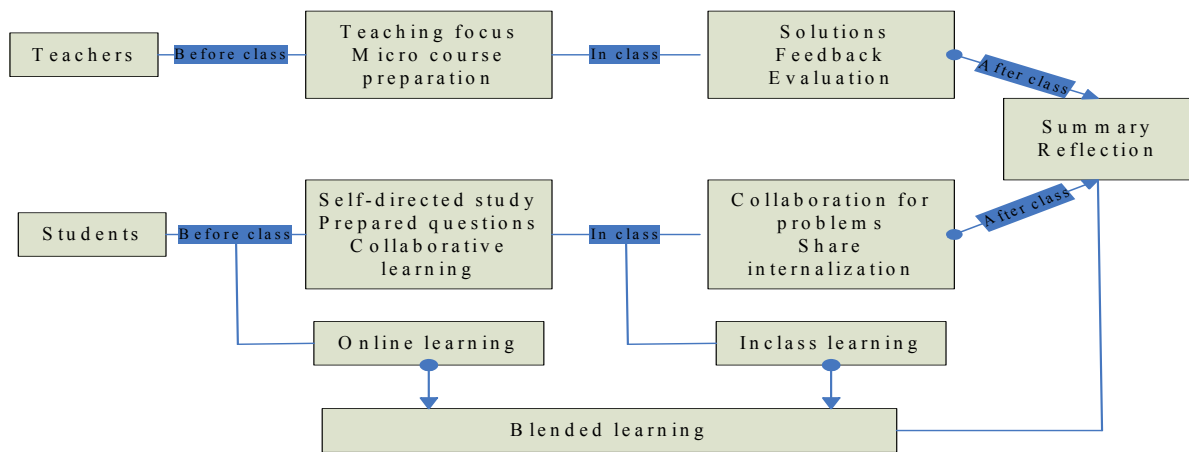 Teachers
Before class
Teaching focus
Micro course
preparation
In class
Solutions
Feedback
Evaluation
After class
Summary
Reflection
Students
Before class
Self-directed study
Prepared questions
Collaborative
learning
In class
Collaboration for
problems
Share
internalization
After class
Online learning
Inclass learning
Blended learning